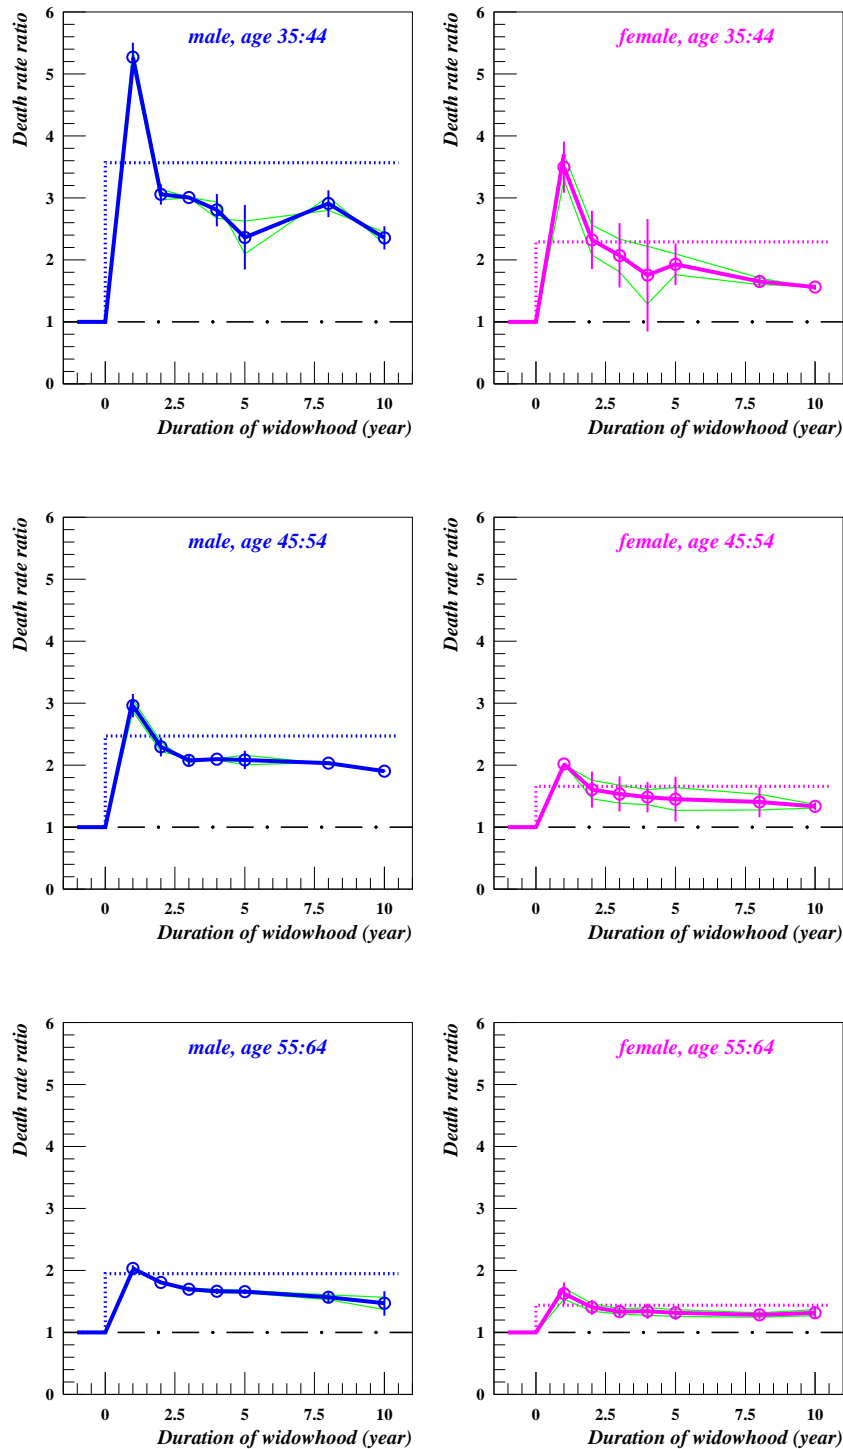 male, age 35:44
Death rate ratio
6
5
4
3
2
1
0
0 2.5 5 7.5 10
Duration of widowhood (year)
female, age 35:44
Death rate ratio
6
5
4
3
2
1
0
0 2.5 5 7.5 10
Duration of widowhood (year)
male, age 45:54
Death rate ratio
6
5
4
3
2
1
0
0 2.5 5 7.5 10
Duration of widowhood (year)
female, age 45:54
Death rate ratio
6
5
4
3
2
1
0
0 2.5 5 7.5 10
Duration of widowhood (year)
male, age 55:64
Death rate ratio
6
5
4
3
2
1
0
0 2.5 5 7.5 10
Duration of widowhood (year)
female, age 55:64
Death rate ratio
6
5
4
3
2
1
0
0 2.5 5 7.5 10
Duration of widowhood (year)